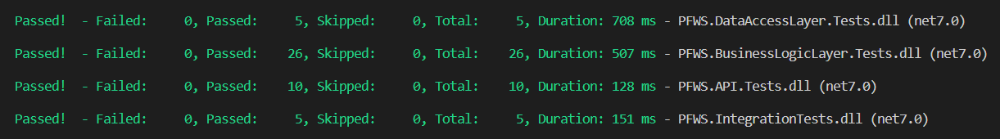 Passed!  - Failed:     0, Passed:     5, Skipped:     0, Total:     5, Duration: 708 ms - PFWS.DataAccessLayer.Tests.dll (net7.0)
Passed!  - Failed:     0, Passed:    26, Skipped:     0, Total:    26, Duration: 507 ms - PFWS.BusinessLogicLayer.Tests.dll (net7.0)
Passed!  - Failed:     0, Passed:    10, Skipped:     0, Total:    10, Duration: 128 ms - PFWS.API.Tests.dll (net7.0)
Passed!  - Failed:     0, Passed:     5, Skipped:     0, Total:     5, Duration: 151 ms - PFWS.IntegrationTests.dll (net7.0)